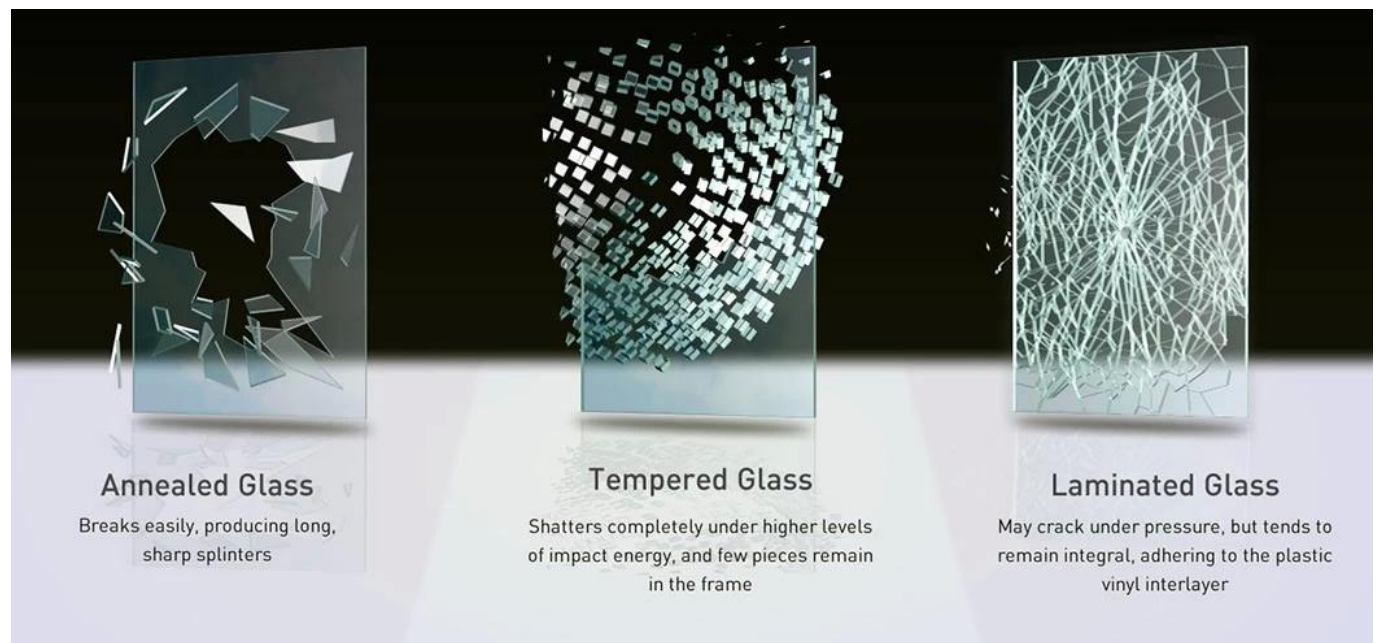 Annealed Glass
Breaks easily, producing long,
sharp splinters
Tempered Glass
Shatters completely under higher levels
of impact energy, and few pieces remain
in the frame
Laminated Glass
May crack under pressure, but tends to
remain integral, adhering to the plastic
vinyl interlayer